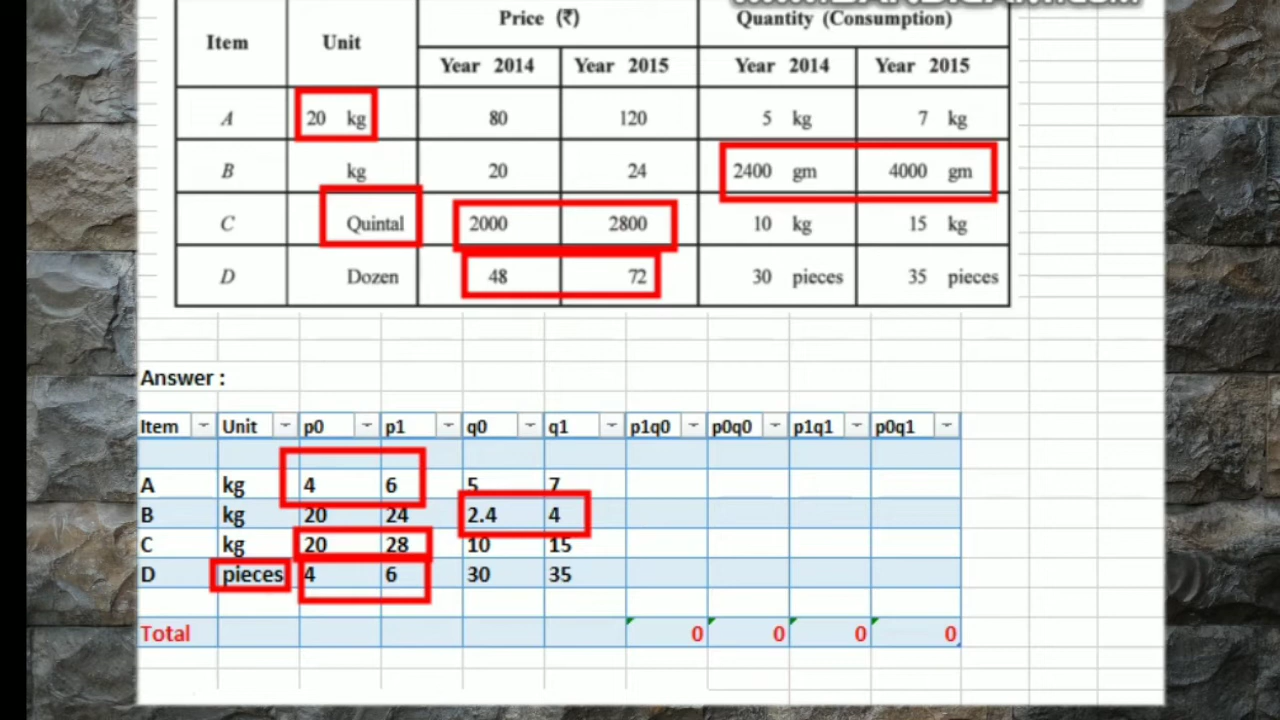 Price (₹) Quantity (Consumption)
Item Unit
Year 2014 Year 2015 Year 2014 Year 2015
A 20 kg 80 120 5 kg 7 kg
B kg 20 24 2400 gm 4000 gm
C Quintal 2000 2800 10 kg 15 kg
D Dozen 48 72 30 pieces 35 pieces
Answer :
Item Unit p0 p1 q0 q1 p1q0 p0q0 p1q1 p0q1
A kg 4 6 5 7
B kg 20 24 2.4 4
C kg 20 28 10 15
D pieces 4 6 30 35
Total 0 0 0 0